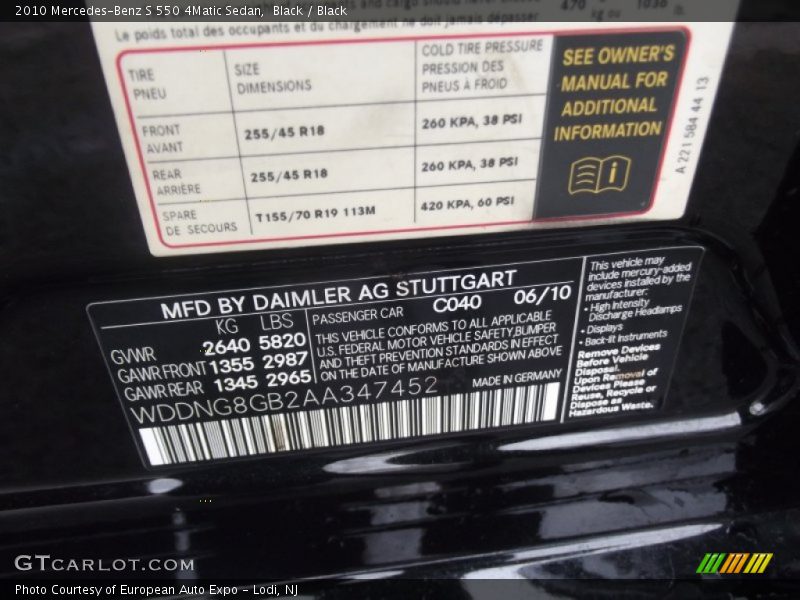 2010 Mercedes-Benz S 550 4Matic Sedan,  Black / Black
Le poids total des occupants et du chargement ne doit jamais dépasser
kg ou
TIRE
PNEU
SIZE
DIMENSIONS
COLD TIRE PRESSURE
PRESSION DES
PNEUS À FROID
FRONT
AVANT
255/45 R18
260 KPA, 38 PSI
REAR
ARRIÈRE
255/45 R18
260 KPA, 38 PSI
SPARE
DE SECOURS
T155/70 R19 113M
420 KPA, 60 PSI
SEE OWNER'S
MANUAL FOR
ADDITIONAL
INFORMATION
A 221 584 44 13
MFD BY DAIMLER AG STUTTGART
KG LBS
PASSENGER CAR C040 06/10
GVWR 2640 5820
GAWR FRONT 1355 2987
GAWR REAR 1345 2965
THIS VEHICLE CONFORMS TO ALL APPLICABLE
U.S. FEDERAL MOTOR VEHICLE SAFETY,BUMPER
AND THEFT PREVENTION STANDARDS IN EFFECT
ON THE DATE OF MANUFACTURE SHOWN ABOVE
WDDNG8GB2AA347452
MADE IN GERMANY
This vehicle may
include mercury-added
devices installed by the
manufacturer:
• High Intensity
Discharge Headlamps
• Displays
• Back-lit Instruments
Remove Devices
Before Vehicle
Disposal.
Upon Removal of
Devices Please
Reuse, Recycle or
Dispose as
Hazardous Waste.
GTCARLOT.COM
Photo Courtesy of European Auto Expo - Lodi, NJ